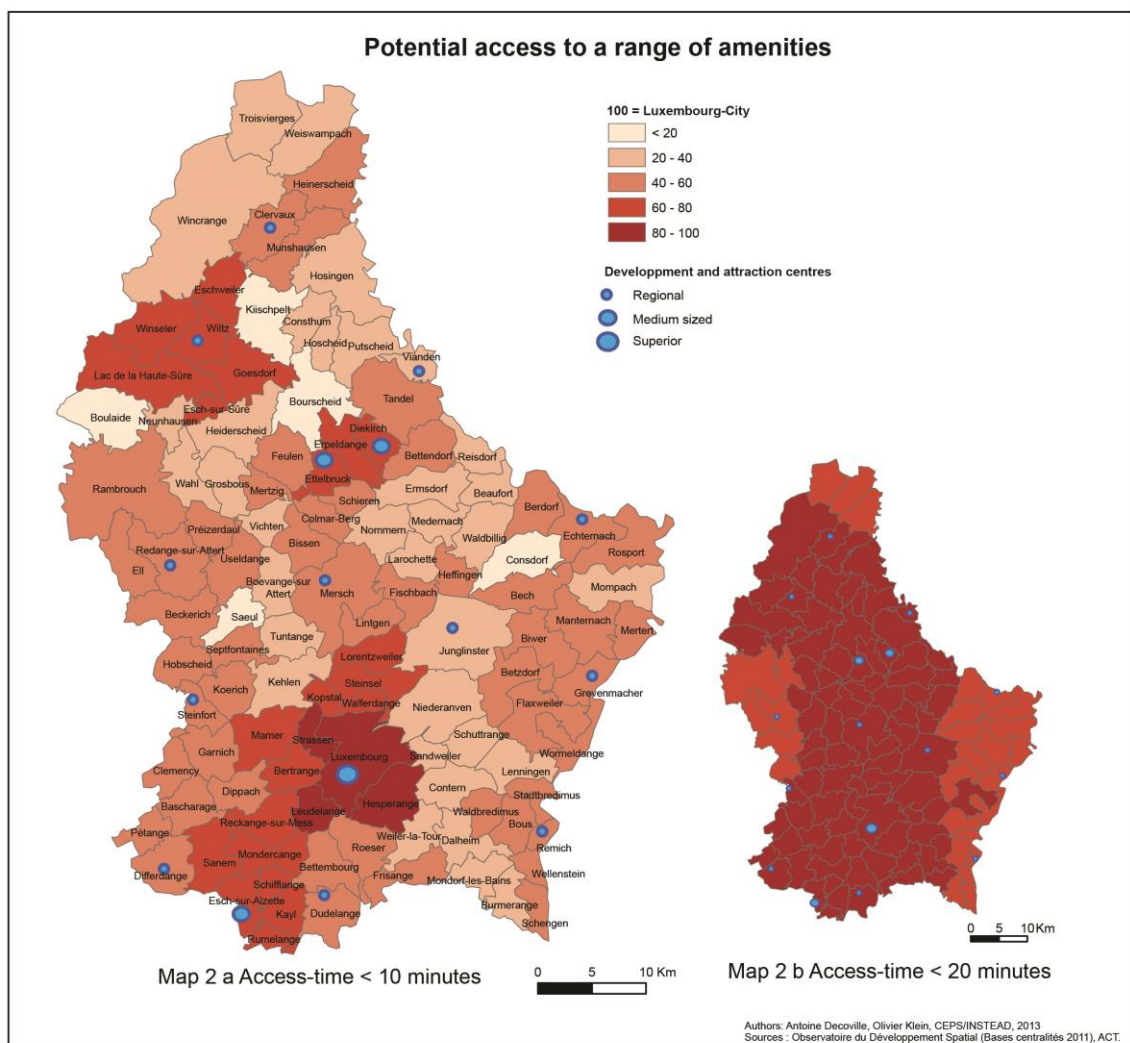 Potential access to a range of amenities
100 = Luxembourg-City
< 20
20 - 40
40 - 60
60 - 80
80 - 100
Developpment and attraction centres
Regional
Medium sized
Superior
Troisvierges
Weiswampach
Heinerscheid
Wincrange
Clervaux
Munshausen
Hosingen
Eschweiler
Kiischpelt
Consthum
Winseler
Wiltz
Hoscheid
Putscheid
Vianden
Lac de la Haute-Sûre
Goesdorf
Tandel
Bourscheid
Esch-sur-Sûre
Boulaide
Neunhausen
Heiderscheid
Diekirch
Erpeldange
Feulen
Bettendorf
Reisdorf
Ettelbruck
Rambrouch
Wahl
Grosbous
Mertzig
Ermsdorf
Beaufort
Schieren
Berdorf
Colmar-Berg
Vichten
Préizerdaul
Nommern
Medernach
Waldbillig
Echternach
Redange-sur-Attert
Bissen
Rosport
Useldange
Ell
Larochette
Consdorf
Heffingen
Boevange-sur
Attert
Mersch
Fischbach
Bech
Mompach
Beckerich
Saeul
Lintgen
Manternach
Mertert
Tuntange
Biwer
Septfontaines
Junglinster
Hobscheid
Lorentzweiler
Betzdorf
Koerich
Kehlen
Steinsel
Grevenmacher
Kopstal
Walferdange
Flaxweiler
Steinfort
Niederanven
Mamer
Strassen
Schuttrange
Garnich
Luxembourg
Sandweiler
Wormeldange
Clemency
Bertrange
Lenningen
Dippach
Contern
Stadtbredimus
Bascharage
Leudelange
Hesperange
Waldbredimus
Reckange-sur-Mess
Bous
Pétange
Weiler-la-Tour
Dalheim
Remich
Sanem
Mondercange
Roeser
Differdange
Bettembourg
Frisange
Wellenstein
Schifflange
Mondorf-les-Bains
Esch-sur-Alzette
Kayl
Dudelange
Burmerange
Schengen
Rumelange
Map 2 a Access-time < 10 minutes
0 5 10 Km
0 5 10 Km
Map 2 b Access-time < 20 minutes
Authors: Antoine Decoville, Olivier Klein, CEPS/INSTEAD, 2013
Sources : Observatoire du Développement Spatial (Bases centralités 2011), ACT.